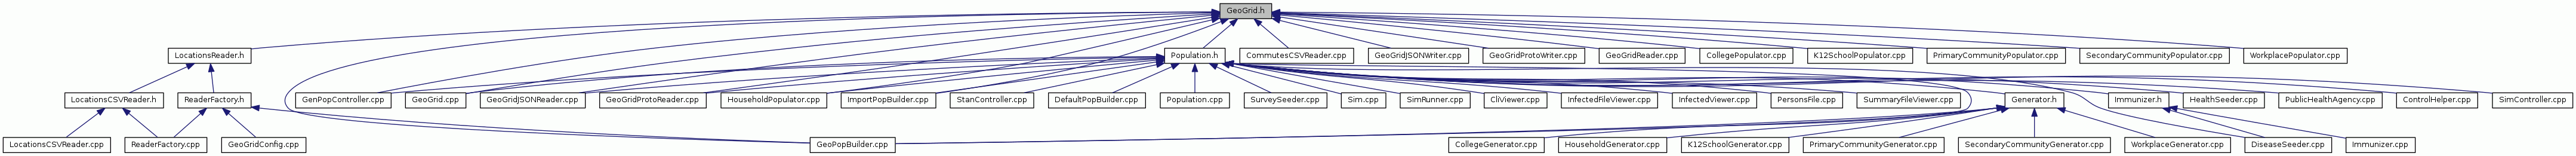 GeoGrid.h
LocationsReader.h
Population.h
CommutesCSVReader.cpp
GeoGridJSONWriter.cpp
GeoGridProtoWriter.cpp
GeoGridReader.cpp
CollegePopulator.cpp
K12SchoolPopulator.cpp
PrimaryCommunityPopulator.cpp
SecondaryCommunityPopulator.cpp
WorkplacePopulator.cpp
LocationsCSVReader.h
ReaderFactory.h
GenPopController.cpp
GeoGrid.cpp
GeoGridJSONReader.cpp
GeoGridProtoReader.cpp
HouseholdPopulator.cpp
ImportPopBuilder.cpp
StanController.cpp
DefaultPopBuilder.cpp
Population.cpp
SurveySeeder.cpp
Sim.cpp
SimRunner.cpp
CliViewer.cpp
InfectedFileViewer.cpp
InfectedViewer.cpp
PersonsFile.cpp
SummaryFileViewer.cpp
Generator.h
Immunizer.h
HealthSeeder.cpp
PublicHealthAgency.cpp
ControlHelper.cpp
SimController.cpp
LocationsCSVReader.cpp
ReaderFactory.cpp
GeoGridConfig.cpp
GeoPopBuilder.cpp
CollegeGenerator.cpp
HouseholdGenerator.cpp
K12SchoolGenerator.cpp
PrimaryCommunityGenerator.cpp
SecondaryCommunityGenerator.cpp
WorkplaceGenerator.cpp
DiseaseSeeder.cpp
Immunizer.cpp